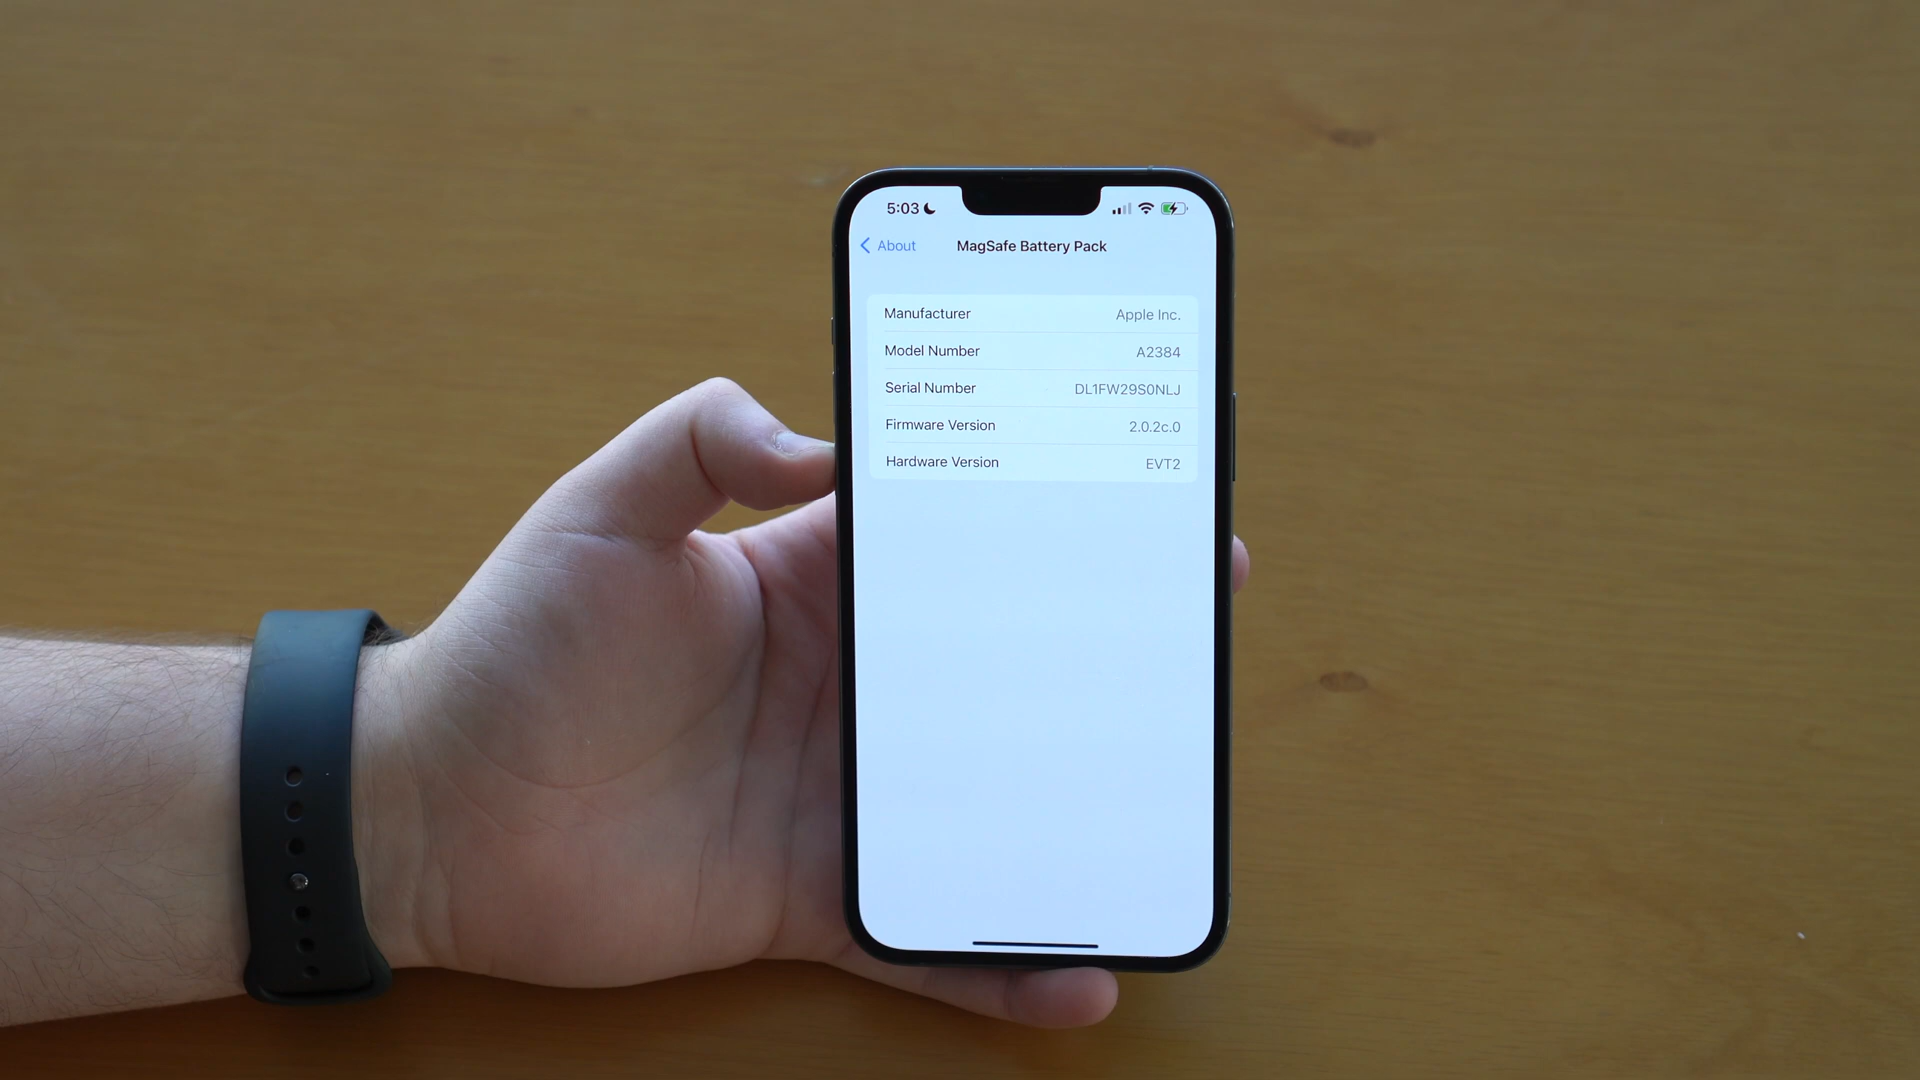 5:03
About
MagSafe Battery Pack
Manufacturer Apple Inc.
Model Number A2384
Serial Number DL1FW29S0NLJ
Firmware Version 2.0.2c.0
Hardware Version EVT2